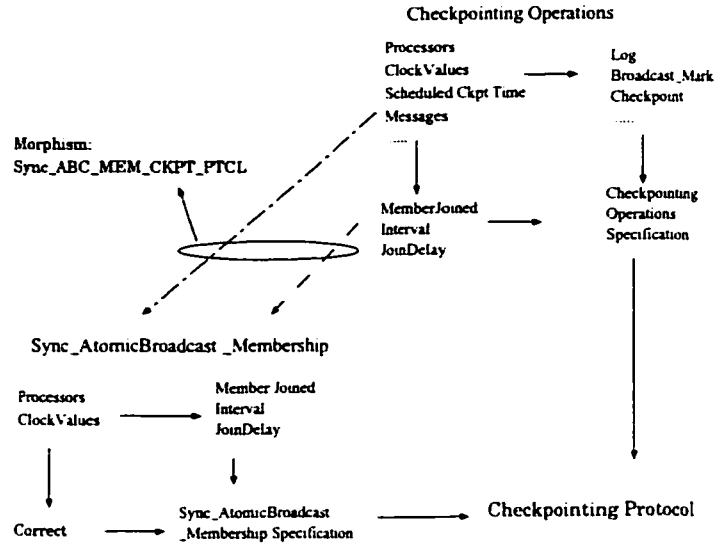 Checkpointing Operations
Processors
ClockValues
Scheduled Ckpt Time
Messages
.....
Log
Broadcast_Mark
Checkpoint
.....
Morphism:
Sync_ABC_MEM_CKPT_PTCL
MemberJoined
Interval
JoinDelay
Checkpointing
Operations
Specification
Sync_AtomicBroadcast _Membership
Processors
ClockValues
Member Joined
Interval
JoinDelay
Correct
Sync_AtomicBroadcast
_Membership Specification
Checkpointing Protocol